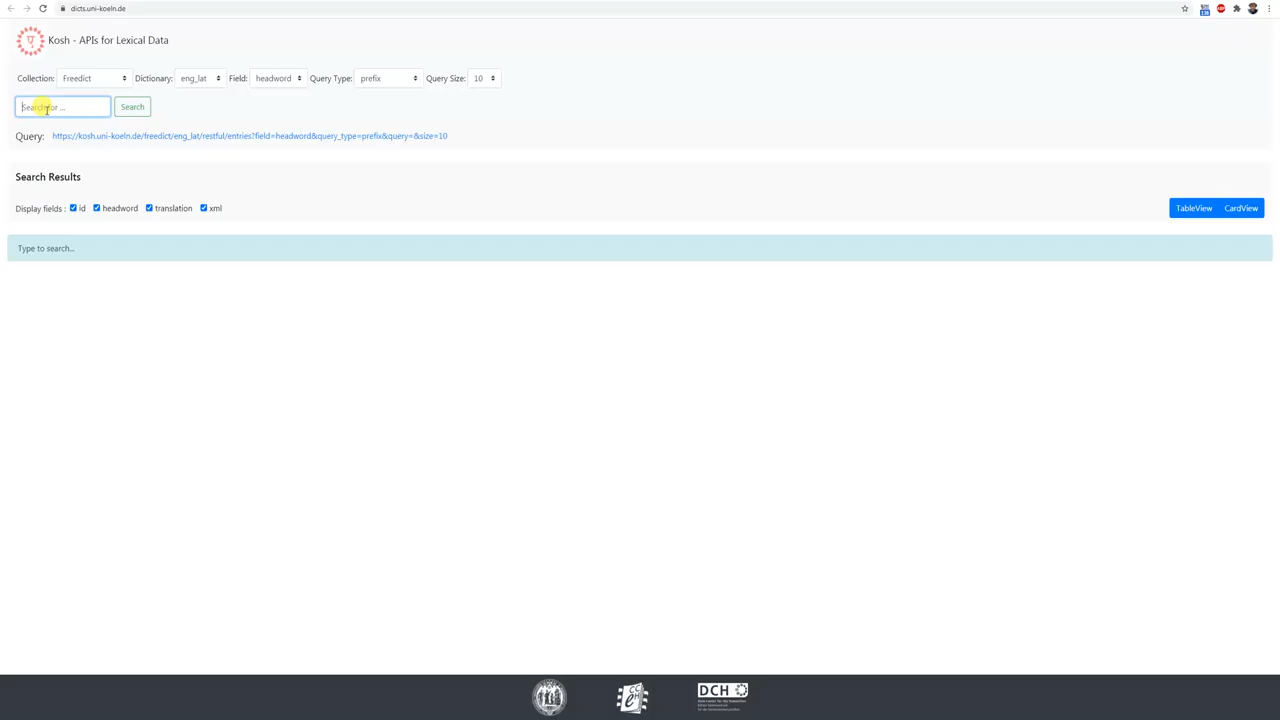 dicts.uni-koeln.de
Kosh - APIs for Lexical Data
Collection: Freedict Dictionary: eng_lat Field: headword Query Type: prefix Query Size: 10
Search for ... Search
Query: https://kosh.uni-koeln.de/freedict/eng_lat/restful/entries?field=headword&query_type=prefix&query=&size=10
Search Results
Display fields : id headword translation xml TableView CardView
Type to search...
DCH